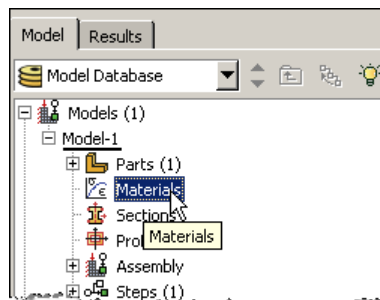 Model Results
Model Database
Models (1)
Model-1
Parts (1)
Materials
Sections
Pro
Materials
Assembly
Steps (1)